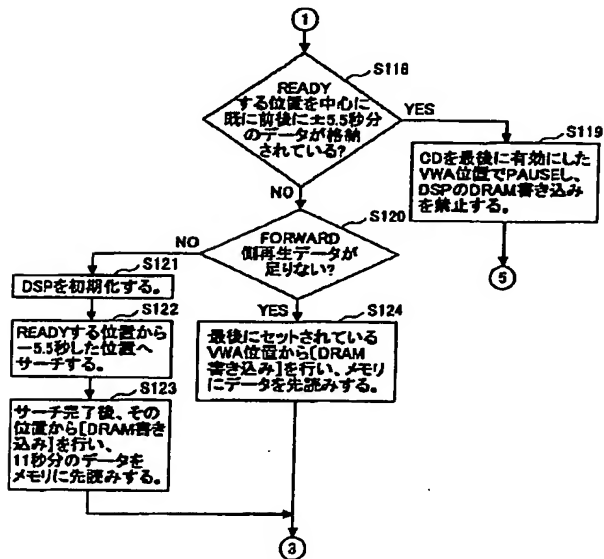 1
S118
READY
する位置を中心に
既に前後に±5.5秒分
のデータが格納
されている?
YES
NO
S119
CDを最後に有効にした
VWA位置でPAUSEし、
DSPのDRAM書き込み
を禁止する。
5
S120
FORWARD
側再生データが
足りない?
NO
YES
S121
DSPを初期化する。
S122
READYする位置から
−5.5秒した位置へ
サーチする。
S123
サーチ完了後、その
位置から[DRAM書き
込み]を行い、
11秒分のデータを
メモリに先読みする。
S124
最後にセットされている
VWA位置から[DRAM
書き込み]を行い、メモリ
にデータを先読みする。
3